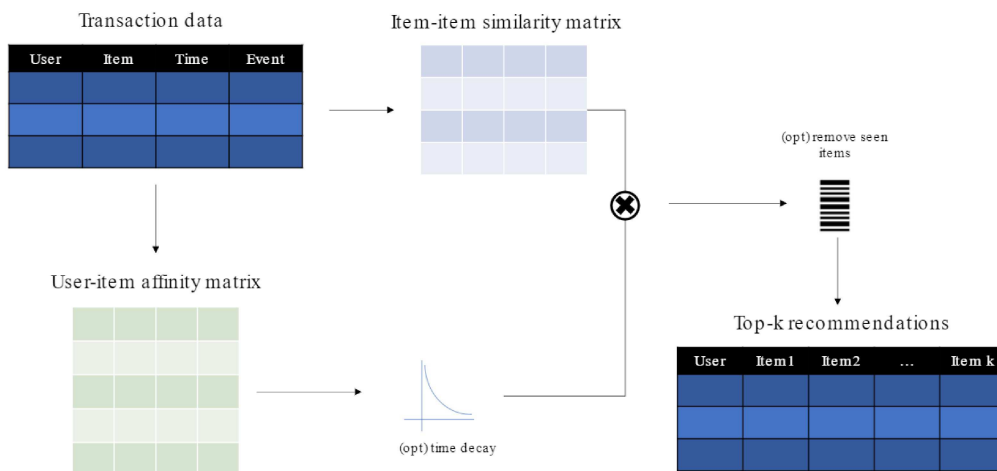 Transaction data
User Item Time Event
Item-item similarity matrix
(opt) remove seen
items
User-item affinity matrix
(opt) time decay
Top-k recommendations
User Item1 Item2 ... Item k